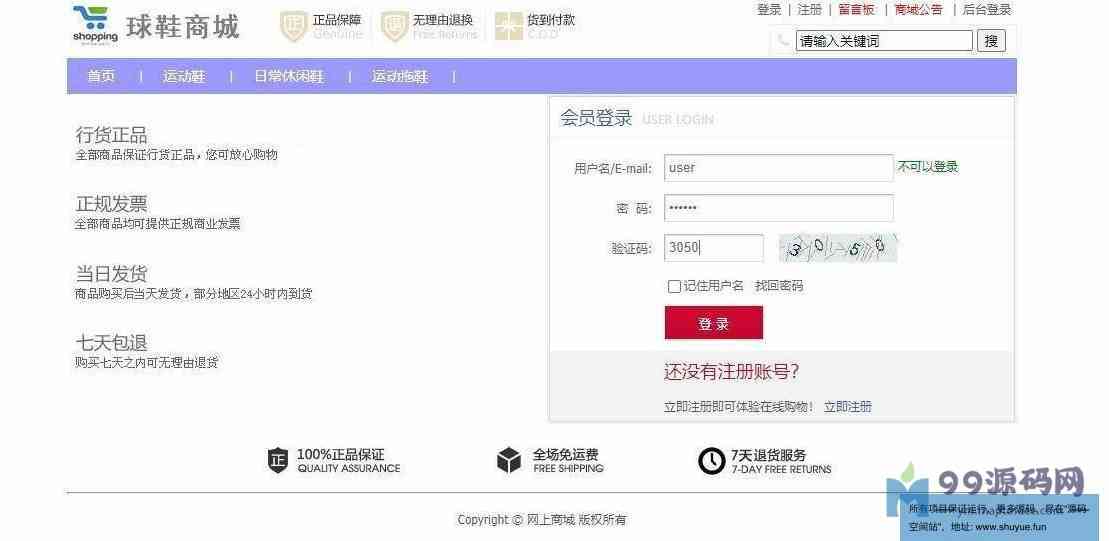 登录 | 注册 | 留言板 | 商城公告 | 后台登录
shopping 球鞋商城 正品保障 Genuine 无理由退换 Free Returns 货到付款 C.O.D
请输入关键词 搜
首页 | 运动鞋 | 日常休闲鞋 | 运动拖鞋 |
行货正品
全部商品保证行货正品，您可放心购物
正规发票
全部商品均可提供正规商业发票
当日发货
商品购买后当天发货，部分地区24小时内到货
七天包退
购买七天之内可无理由退货
会员登录 USER LOGIN
用户名/E-mail: user 不可以登录
密 码: ••••••
验证码: 3050 3050
记住用户名 找回密码
登 录
还没有注册账号?
立即注册即可体验在线购物! 立即注册
正 100%正品保证
QUALITY ASSURANCE
全场免运费
FREE SHIPPING
7天退货服务
7-DAY FREE RETURNS
Copyright © 网上商城 版权所有
99源码网
所有项目保证运行，更多源码，尽在"源码
空间站"，地址: www.shuyue.fun